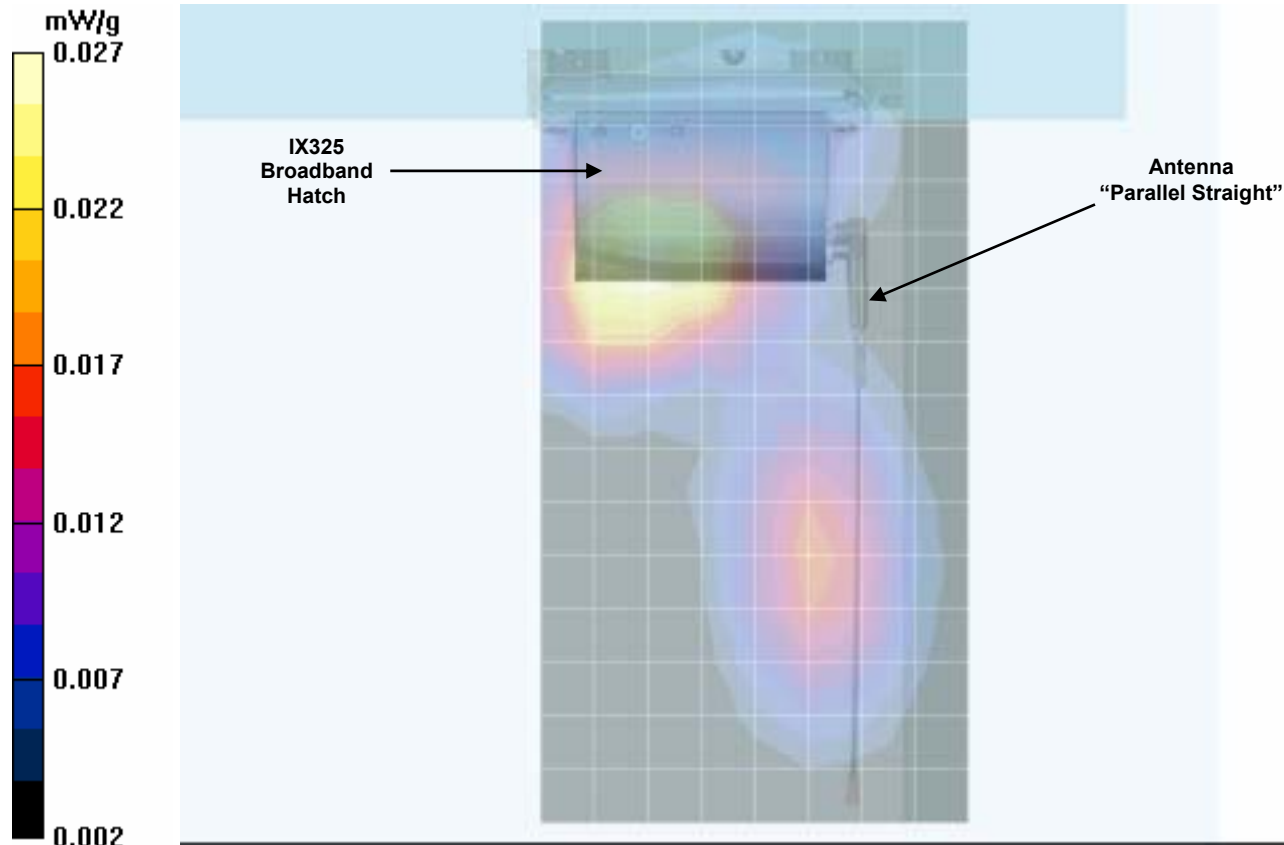 mW/g
0.027
0.022
0.017
0.012
0.007
0.002
IX325
Broadband
Hatch
Antenna
“Parallel Straight”